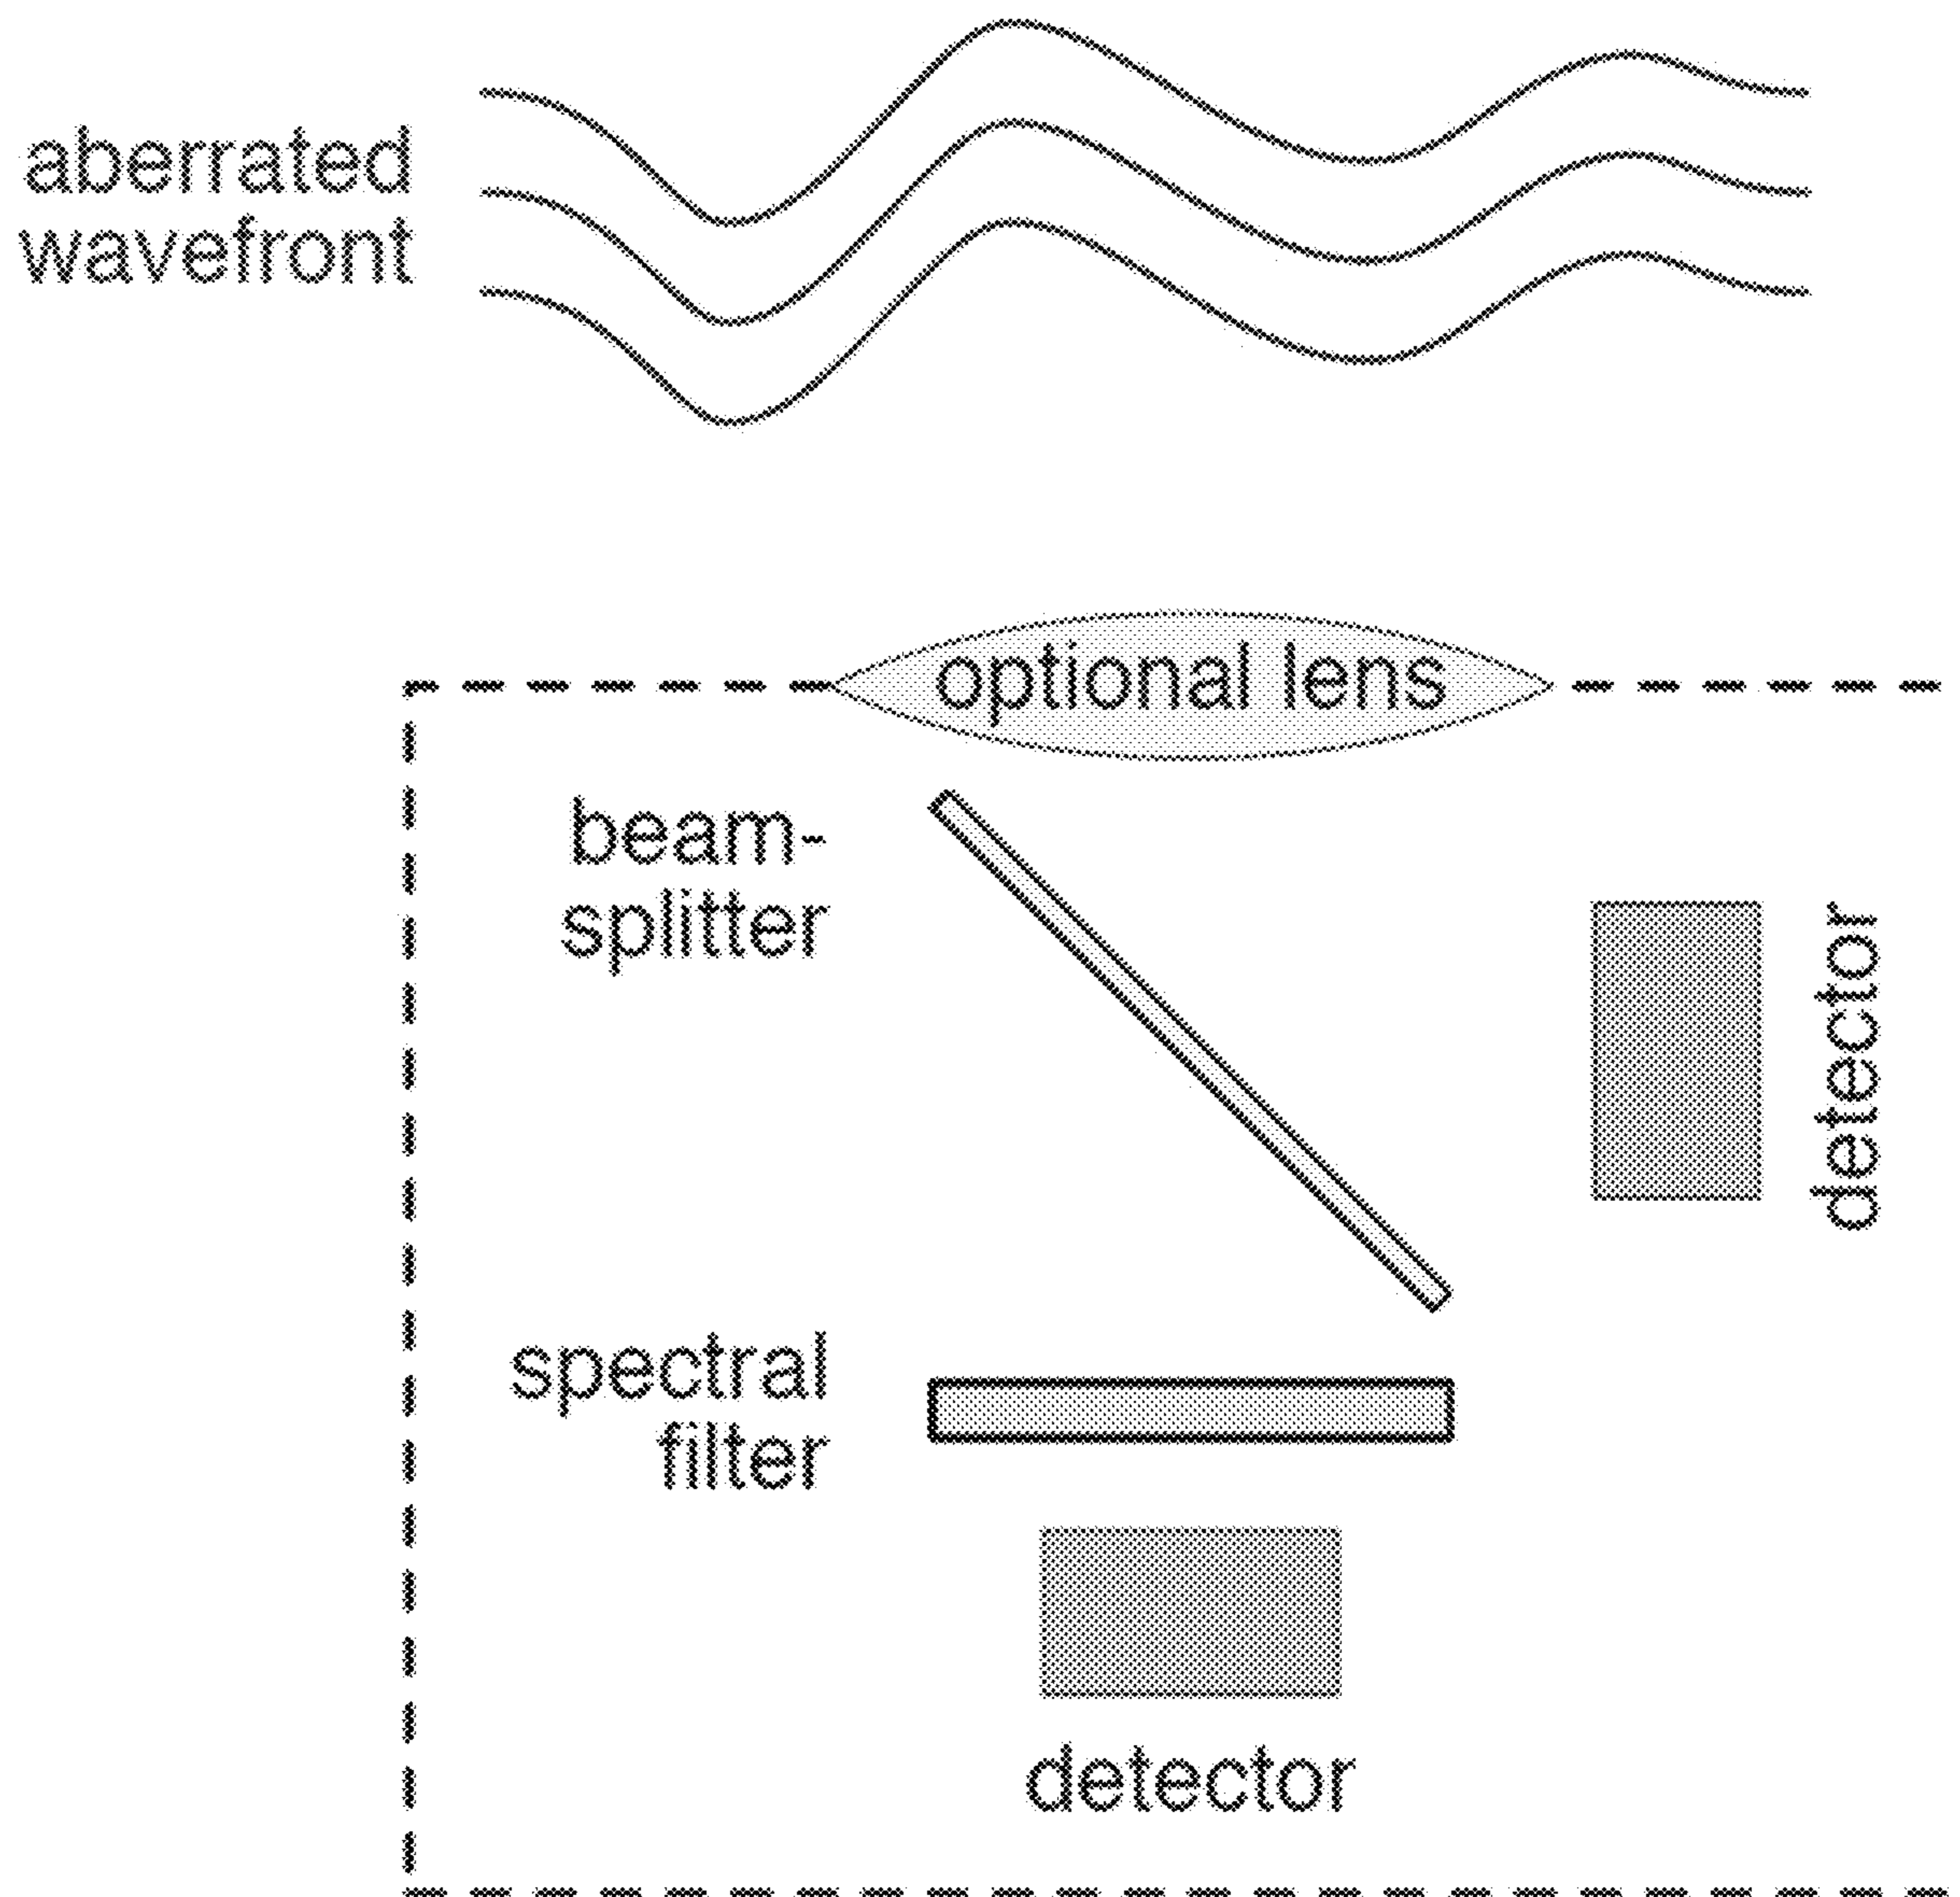 aberrated
wavefront
optional lens
beam-
splitter
detector
spectral
filter
detector